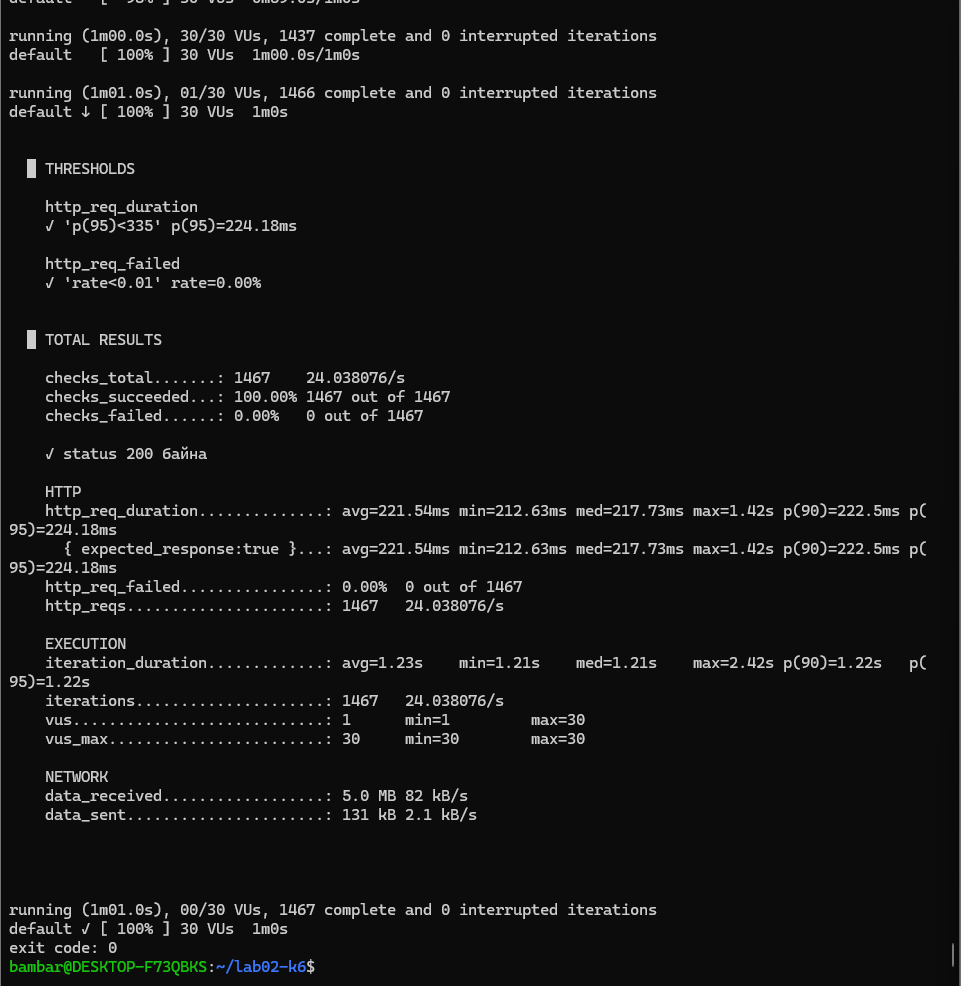 default   [  98% ] 30 VUs  0m59.0s/1m0s
running (1m00.0s), 30/30 VUs, 1437 complete and 0 interrupted iterations
default   [ 100% ] 30 VUs  1m00.0s/1m0s
running (1m01.0s), 01/30 VUs, 1466 complete and 0 interrupted iterations
default ↓ [ 100% ] 30 VUs  1m0s
█ THRESHOLDS
http_req_duration
✓ 'p(95)<335' p(95)=224.18ms
http_req_failed
✓ 'rate<0.01' rate=0.00%
█ TOTAL RESULTS
checks_total.......: 1467    24.038076/s
checks_succeeded...: 100.00% 1467 out of 1467
checks_failed......: 0.00%   0 out of 1467
✓ status 200 байна
HTTP
http_req_duration..............: avg=221.54ms min=212.63ms med=217.73ms max=1.42s p(90)=222.5ms p(
95)=224.18ms
{ expected_response:true }...: avg=221.54ms min=212.63ms med=217.73ms max=1.42s p(90)=222.5ms p(
95)=224.18ms
http_req_failed................: 0.00%  0 out of 1467
http_reqs......................: 1467   24.038076/s
EXECUTION
iteration_duration.............: avg=1.23s    min=1.21s    med=1.21s    max=2.42s p(90)=1.22s   p(
95)=1.22s
iterations.....................: 1467   24.038076/s
vus............................: 1      min=1         max=30
vus_max........................: 30     min=30        max=30
NETWORK
data_received..................: 5.0 MB 82 kB/s
data_sent......................: 131 kB 2.1 kB/s
running (1m01.0s), 00/30 VUs, 1467 complete and 0 interrupted iterations
default ✓ [ 100% ] 30 VUs  1m0s
exit code: 0
bambar@DESKTOP-F73QBKS:~/lab02-k6$